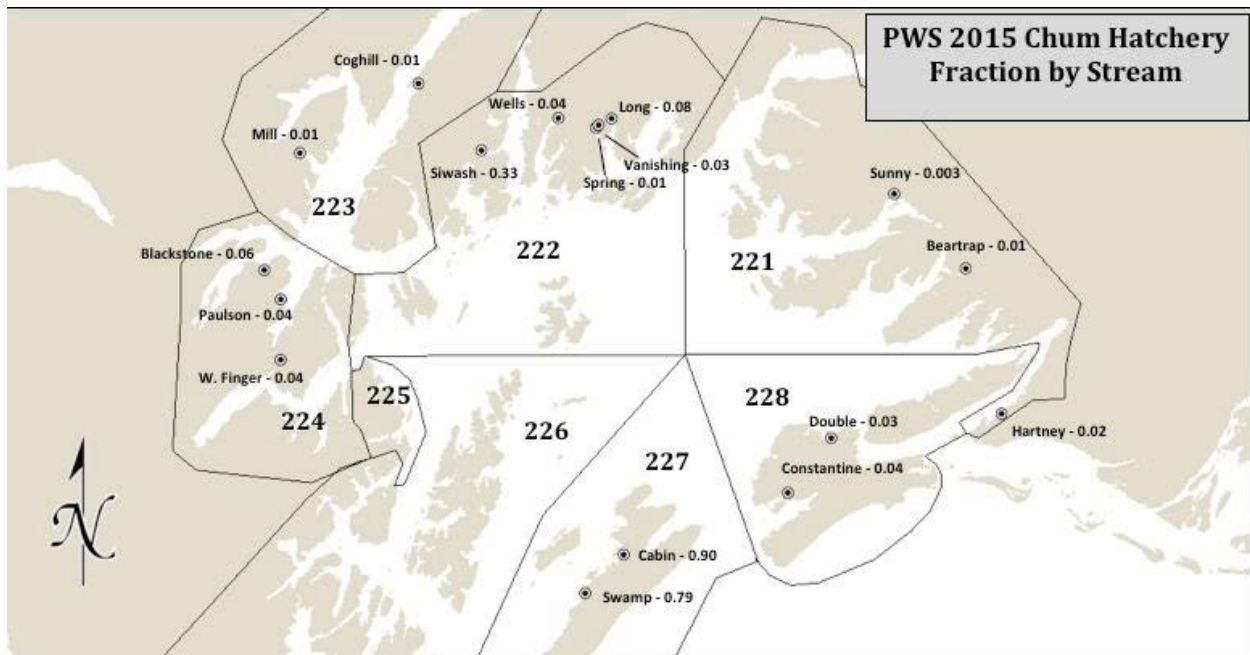 PWS 2015 Chum Hatchery
Fraction by Stream
Coghill - 0.01
Wells - 0.04
Long - 0.08
Mill - 0.01
Siwash - 0.33
Vanishing - 0.03
Spring - 0.01
Sunny - 0.003
223
222
221
Beartrap - 0.01
Blackstone - 0.06
Paulson - 0.04
W. Finger - 0.04
224
225
226
227
228
Double - 0.03
Hartney - 0.02
Constantine - 0.04
Cabin - 0.90
Swamp - 0.79
N